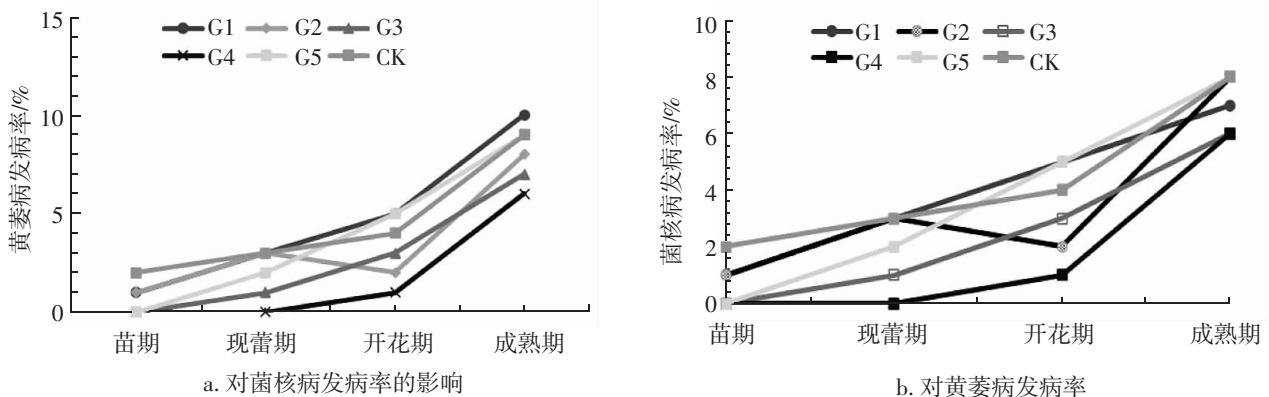 15
10
5
0
黄萎病发病率/%
G1 G2 G3
G4 G5 CK
苗期 现蕾期 开花期 成熟期
a. 对菌核病发病率的影响
10
8
6
4
2
0
菌核病发病率/%
G1 G2 G3
G4 G5 CK
苗期 现蕾期 开花期 成熟期
b. 对黄萎病发病率